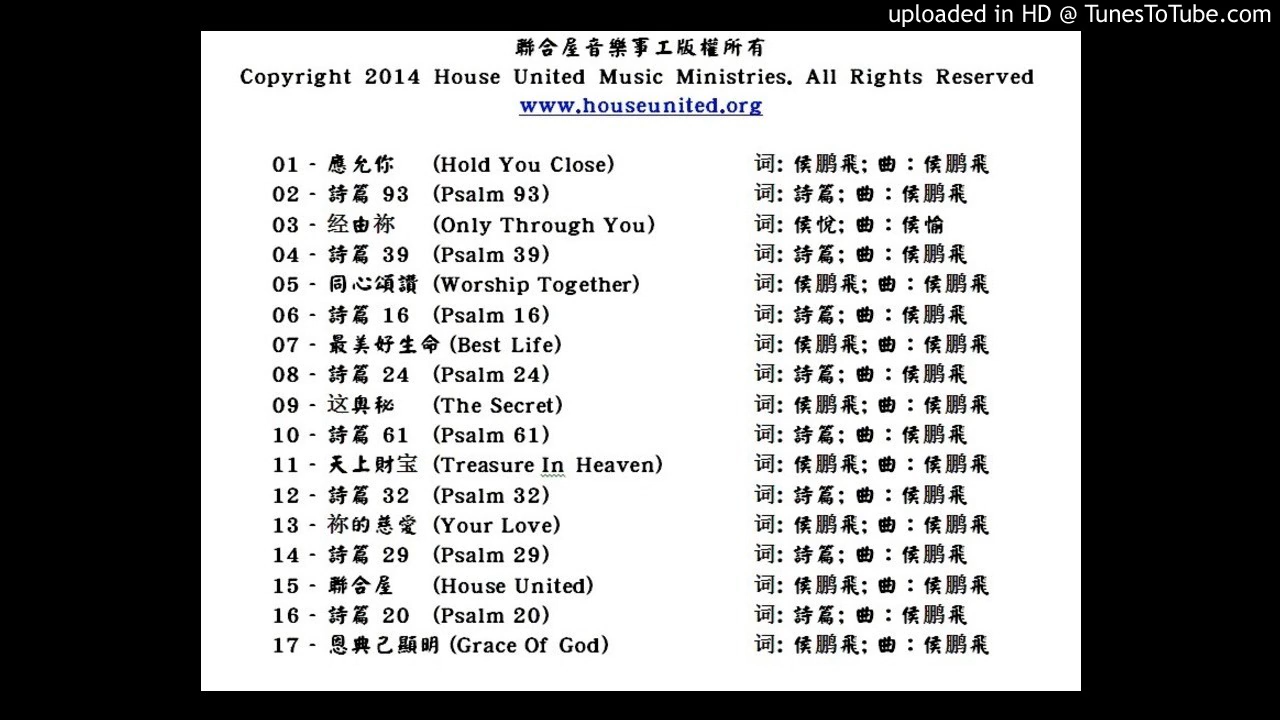 uploaded in HD @ TunesToTube.com
聯合屋音樂事工版權所有
Copyright 2014 House United Music Ministries. All Rights Reserved
www.houseunited.org
01 - 應允你 (Hold You Close) 词: 侯鹏飛; 曲：侯鹏飛
02 - 詩篇 93 (Psalm 93) 词: 詩篇; 曲：侯鹏飛
03 - 经由祢 (Only Through You) 词: 侯悅; 曲：侯愉
04 - 詩篇 39 (Psalm 39) 词: 詩篇; 曲：侯鹏飛
05 - 同心頌讚 (Worship Together) 词: 侯鹏飛; 曲：侯鹏飛
06 - 詩篇 16 (Psalm 16) 词: 詩篇; 曲：侯鹏飛
07 - 最美好生命 (Best Life) 词: 侯鹏飛; 曲：侯鹏飛
08 - 詩篇 24 (Psalm 24) 词: 詩篇; 曲：侯鹏飛
09 - 这奥秘 (The Secret) 词: 侯鹏飛; 曲：侯鹏飛
10 - 詩篇 61 (Psalm 61) 词: 詩篇; 曲：侯鹏飛
11 - 天上財宝 (Treasure In Heaven) 词: 侯鹏飛; 曲：侯鹏飛
12 - 詩篇 32 (Psalm 32) 词: 詩篇; 曲：侯鹏飛
13 - 祢的慈愛 (Your Love) 词: 侯鹏飛; 曲：侯鹏飛
14 - 詩篇 29 (Psalm 29) 词: 詩篇; 曲：侯鹏飛
15 - 聯合屋 (House United) 词: 侯鹏飛; 曲：侯鹏飛
16 - 詩篇 20 (Psalm 20) 词: 詩篇; 曲：侯鹏飛
17 - 恩典己顯明 (Grace Of God) 词: 侯鹏飛; 曲：侯鹏飛